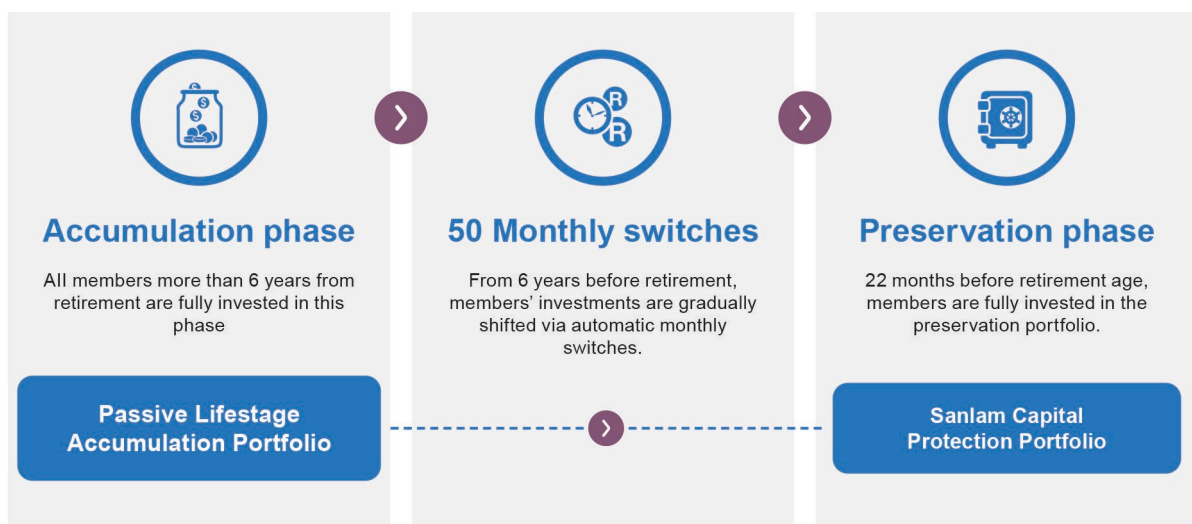 Accumulation phase
All members more than 6 years from
retirement are fully invested in this
phase
Passive Lifestage
Accumulation Portfolio
R
R
50 Monthly switches
From 6 years before retirement,
members’ investments are gradually
shifted via automatic monthly
switches.
Preservation phase
22 months before retirement age,
members are fully invested in the
preservation portfolio.
Sanlam Capital
Protection Portfolio